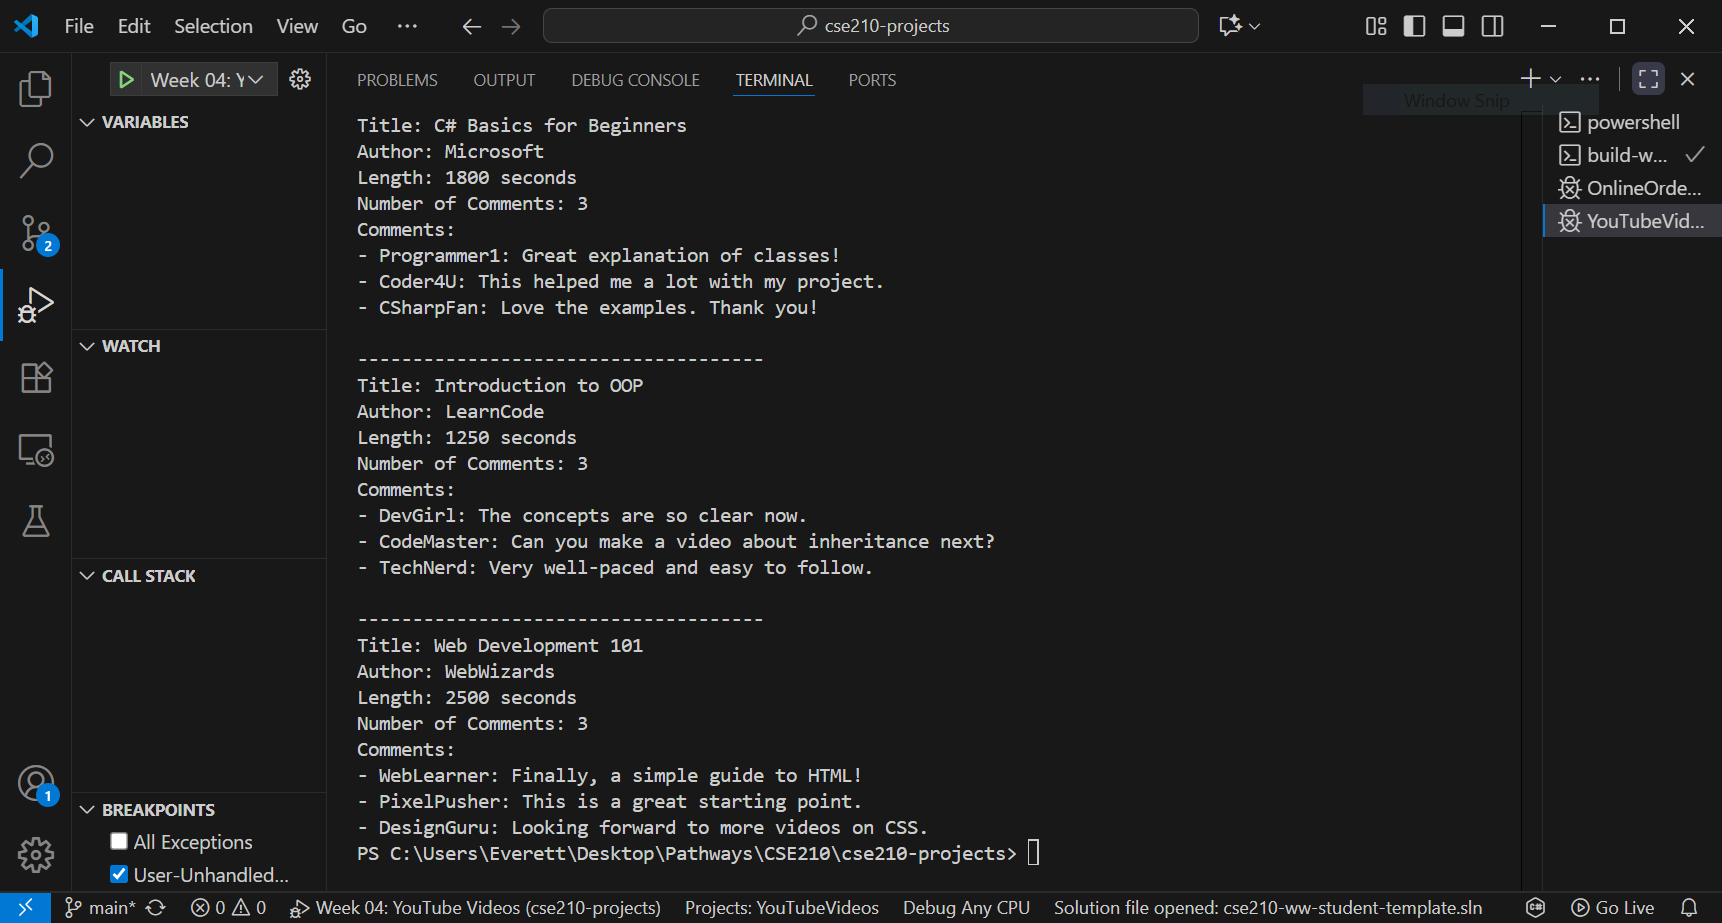 File Edit Selection View Go ··· cse210-projects
Week 04: Y
VARIABLES
WATCH
CALL STACK
BREAKPOINTS
All Exceptions
User-Unhandled...
PROBLEMS OUTPUT DEBUG CONSOLE TERMINAL PORTS
Window Snip
Title: C# Basics for Beginners
Author: Microsoft
Length: 1800 seconds
Number of Comments: 3
Comments:
- Programmer1: Great explanation of classes!
- Coder4U: This helped me a lot with my project.
- CSharpFan: Love the examples. Thank you!
-------------------------------------
Title: Introduction to OOP
Author: LearnCode
Length: 1250 seconds
Number of Comments: 3
Comments:
- DevGirl: The concepts are so clear now.
- CodeMaster: Can you make a video about inheritance next?
- TechNerd: Very well-paced and easy to follow.
-------------------------------------
Title: Web Development 101
Author: WebWizards
Length: 2500 seconds
Number of Comments: 3
Comments:
- WebLearner: Finally, a simple guide to HTML!
- PixelPusher: This is a great starting point.
- DesignGuru: Looking forward to more videos on CSS.
PS C:\Users\Everett\Desktop\Pathways\CSE210\cse210-projects>
powershell
build-w...
OnlineOrde...
YouTubeVid...
2
1
main* 0 0 Week 04: YouTube Videos (cse210-projects) Projects: YouTubeVideos Debug Any CPU Solution file opened: cse210-ww-student-template.sln Go Live